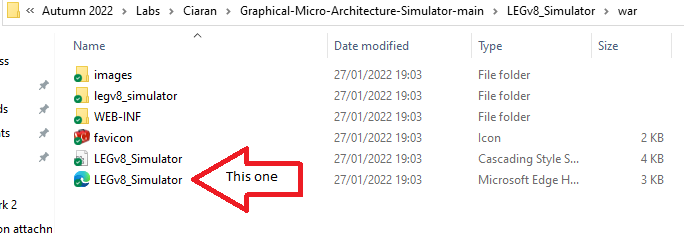 « Autumn 2022 > Labs > Ciaran > Graphical-Micro-Architecture-Simulator-main > LEGv8_Simulator > war
Name Date modified Type Size
images 27/01/2022 19:03 File folder
legv8_simulator 27/01/2022 19:03 File folder
WEB-INF 27/01/2022 19:03 File folder
favicon 27/01/2022 19:03 Icon 2 KB
LEGv8_Simulator 27/01/2022 19:03 Cascading Style S... 4 KB
LEGv8_Simulator This one 27/01/2022 19:03 Microsoft Edge H... 3 KB
ss
ds
nts
rk 2
on attachm